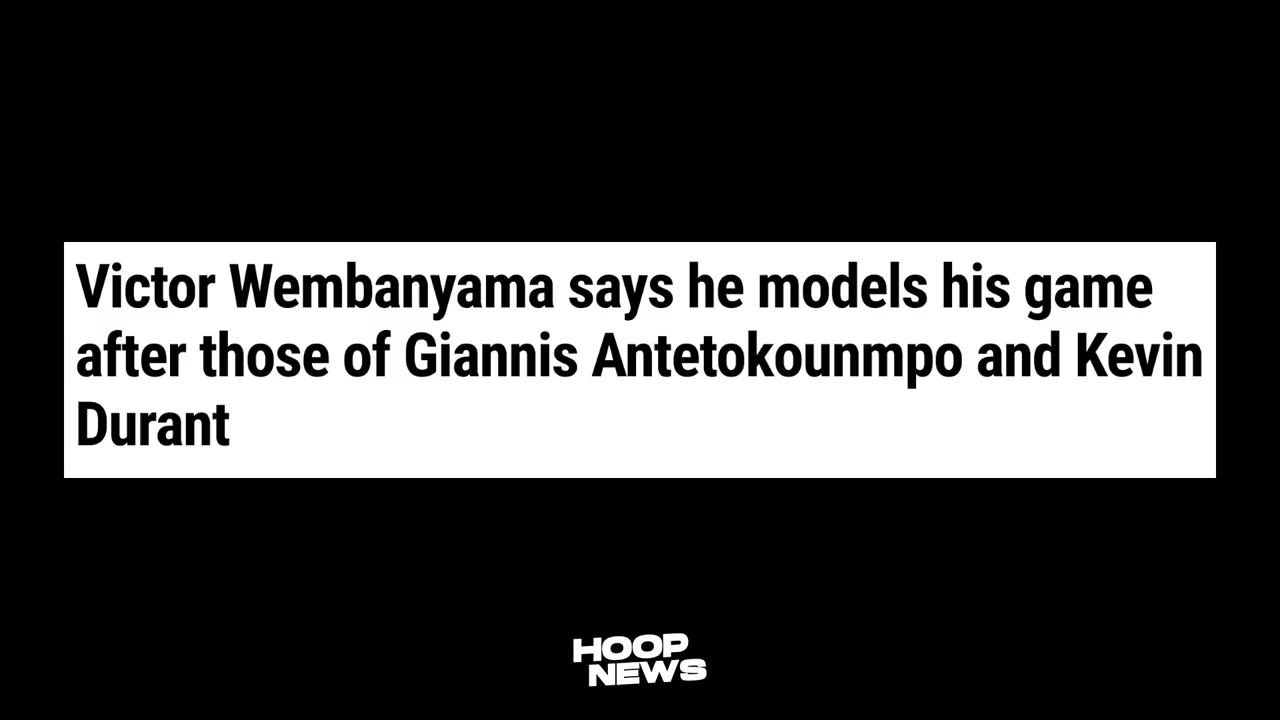 Victor Wembanyama says he models his game
after those of Giannis Antetokounmpo and Kevin
Durant
HOOP
NEWS